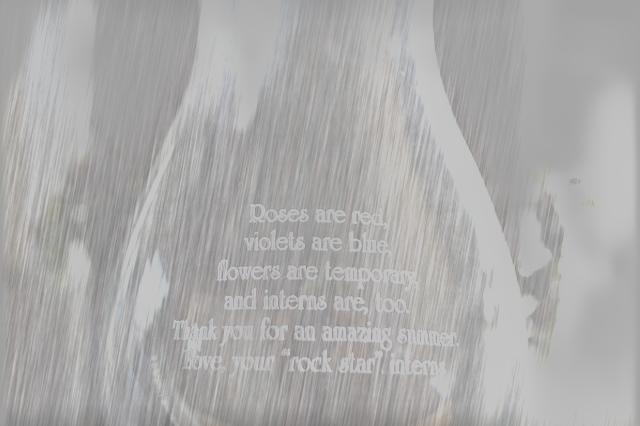 Roses are red,
violets are blue,
flowers are temporary,
and interns are, too.
Thank you for an amazing summer.
Love, your "rock star" interns